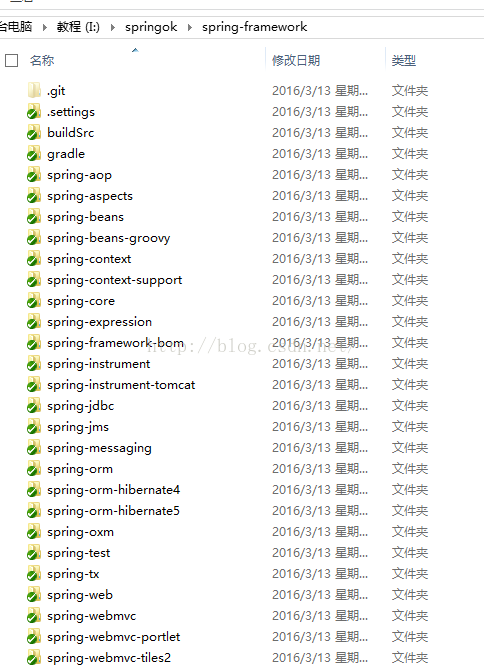 台电脑 教程 (I:) springok spring-framework
名称 修改日期 类型
.git 2016/3/13 星期... 文件夹
.settings 2016/3/13 星期... 文件夹
buildSrc 2016/3/13 星期... 文件夹
gradle 2016/3/13 星期... 文件夹
spring-aop 2016/3/13 星期... 文件夹
spring-aspects 2016/3/13 星期... 文件夹
spring-beans 2016/3/13 星期... 文件夹
spring-beans-groovy 2016/3/13 星期... 文件夹
spring-context 2016/3/13 星期... 文件夹
spring-context-support 2016/3/13 星期... 文件夹
spring-core 2016/3/13 星期... 文件夹
spring-expression 2016/3/13 星期... 文件夹
spring-framework-bom 2016/3/13 星期... 文件夹
http://blog.csdn.net/
spring-instrument 2016/3/13 星期... 文件夹
spring-instrument-tomcat 2016/3/13 星期... 文件夹
spring-jdbc 2016/3/13 星期... 文件夹
spring-jms 2016/3/13 星期... 文件夹
spring-messaging 2016/3/13 星期... 文件夹
spring-orm 2016/3/13 星期... 文件夹
spring-orm-hibernate4 2016/3/13 星期... 文件夹
spring-orm-hibernate5 2016/3/13 星期... 文件夹
spring-oxm 2016/3/13 星期... 文件夹
spring-test 2016/3/13 星期... 文件夹
spring-tx 2016/3/13 星期... 文件夹
spring-web 2016/3/13 星期... 文件夹
spring-webmvc 2016/3/13 星期... 文件夹
spring-webmvc-portlet 2016/3/13 星期... 文件夹
spring-webmvc-tiles2 2016/3/13 星期... 文件夹